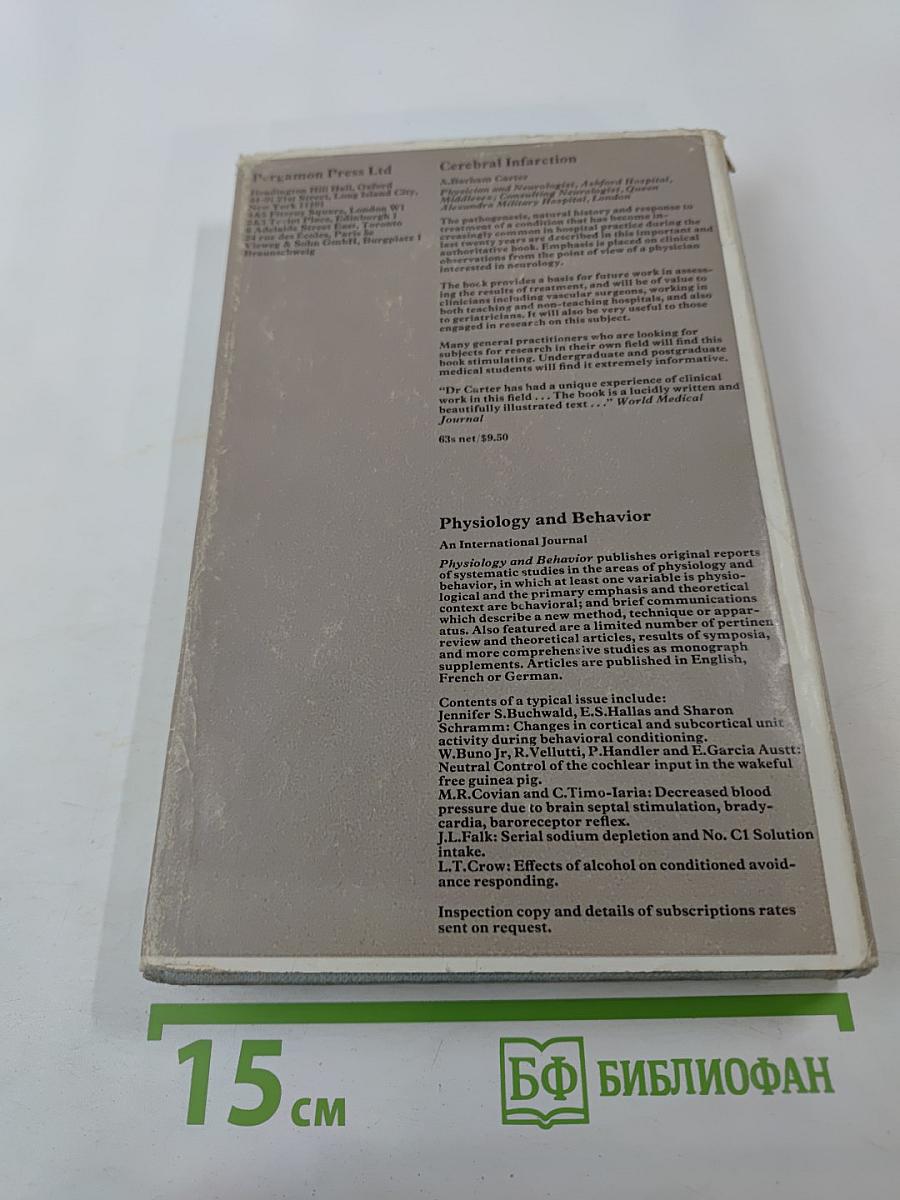 Pergamon Press Ltd
Headington Hill Hall, Oxford
44-01 21st Street, Long Island City,
New York 11101
4&5 Fitzroy Square, London W1
2&3 Teviot Place, Edinburgh 1
6 Adelaide Street East, Toronto
24 rue des Ecoles, Paris 5e
Vieweg & Sohn GmbH, Burgplatz 1
Braunschweig
Cerebral Infarction
A.Barham Carter
Physician and Neurologist, Ashford Hospital,
Middlesex; Consulting Neurologist, Queen
Alexandra Military Hospital, London
The pathogenesis, natural history and response to
treatment of a condition that has become in-
creasingly common in hospital practice during the
last twenty years are described in this important and
authoritative book. Emphasis is placed on clinical
observations from the point of view of a physician
interested in neurology.
The book provides a basis for future work in assess-
ing the results of treatment, and will be of value to
clinicians including vascular surgeons, working in
both teaching and non-teaching hospitals, and also
to geriatricians. It will also be very useful to those
engaged in research on this subject.
Many general practitioners who are looking for
subjects for research in their own field will find this
book stimulating. Undergraduate and postgraduate
medical students will find it extremely informative.
"Dr Carter has had a unique experience of clinical
work in this field ... The book is a lucidly written and
beautifully illustrated text ..." World Medical
Journal
63s net/$9.50
Physiology and Behavior
An International Journal
Physiology and Behavior publishes original reports
of systematic studies in the areas of physiology and
behavior, in which at least one variable is physio-
logical and the primary emphasis and theoretical
context are behavioral; and brief communications
which describe a new method, technique or appar-
atus. Also featured are a limited number of pertinen
review and theoretical articles, results of symposia,
and more comprehensive studies as monograph
supplements. Articles are published in English,
French or German.
Contents of a typical issue include:
Jennifer S.Buchwald, E.S.Hallas and Sharon
Schramm: Changes in cortical and subcortical unit
activity during behavioral conditioning.
W.Buno Jr, R.Vellutti, P.Handler and E.Garcia Austt:
Neutral Control of the cochlear input in the wakeful
free guinea pig.
M.R.Covian and C.Timo-Iaria: Decreased blood
pressure due to brain septal stimulation, brady-
cardia, baroreceptor reflex.
J.L.Falk: Serial sodium depletion and No. C1 Solution
intake.
L.T.Crow: Effects of alcohol on conditioned avoid-
ance responding.
Inspection copy and details of subscriptions rates
sent on request.
15 см
БФ БИБЛИОФАН